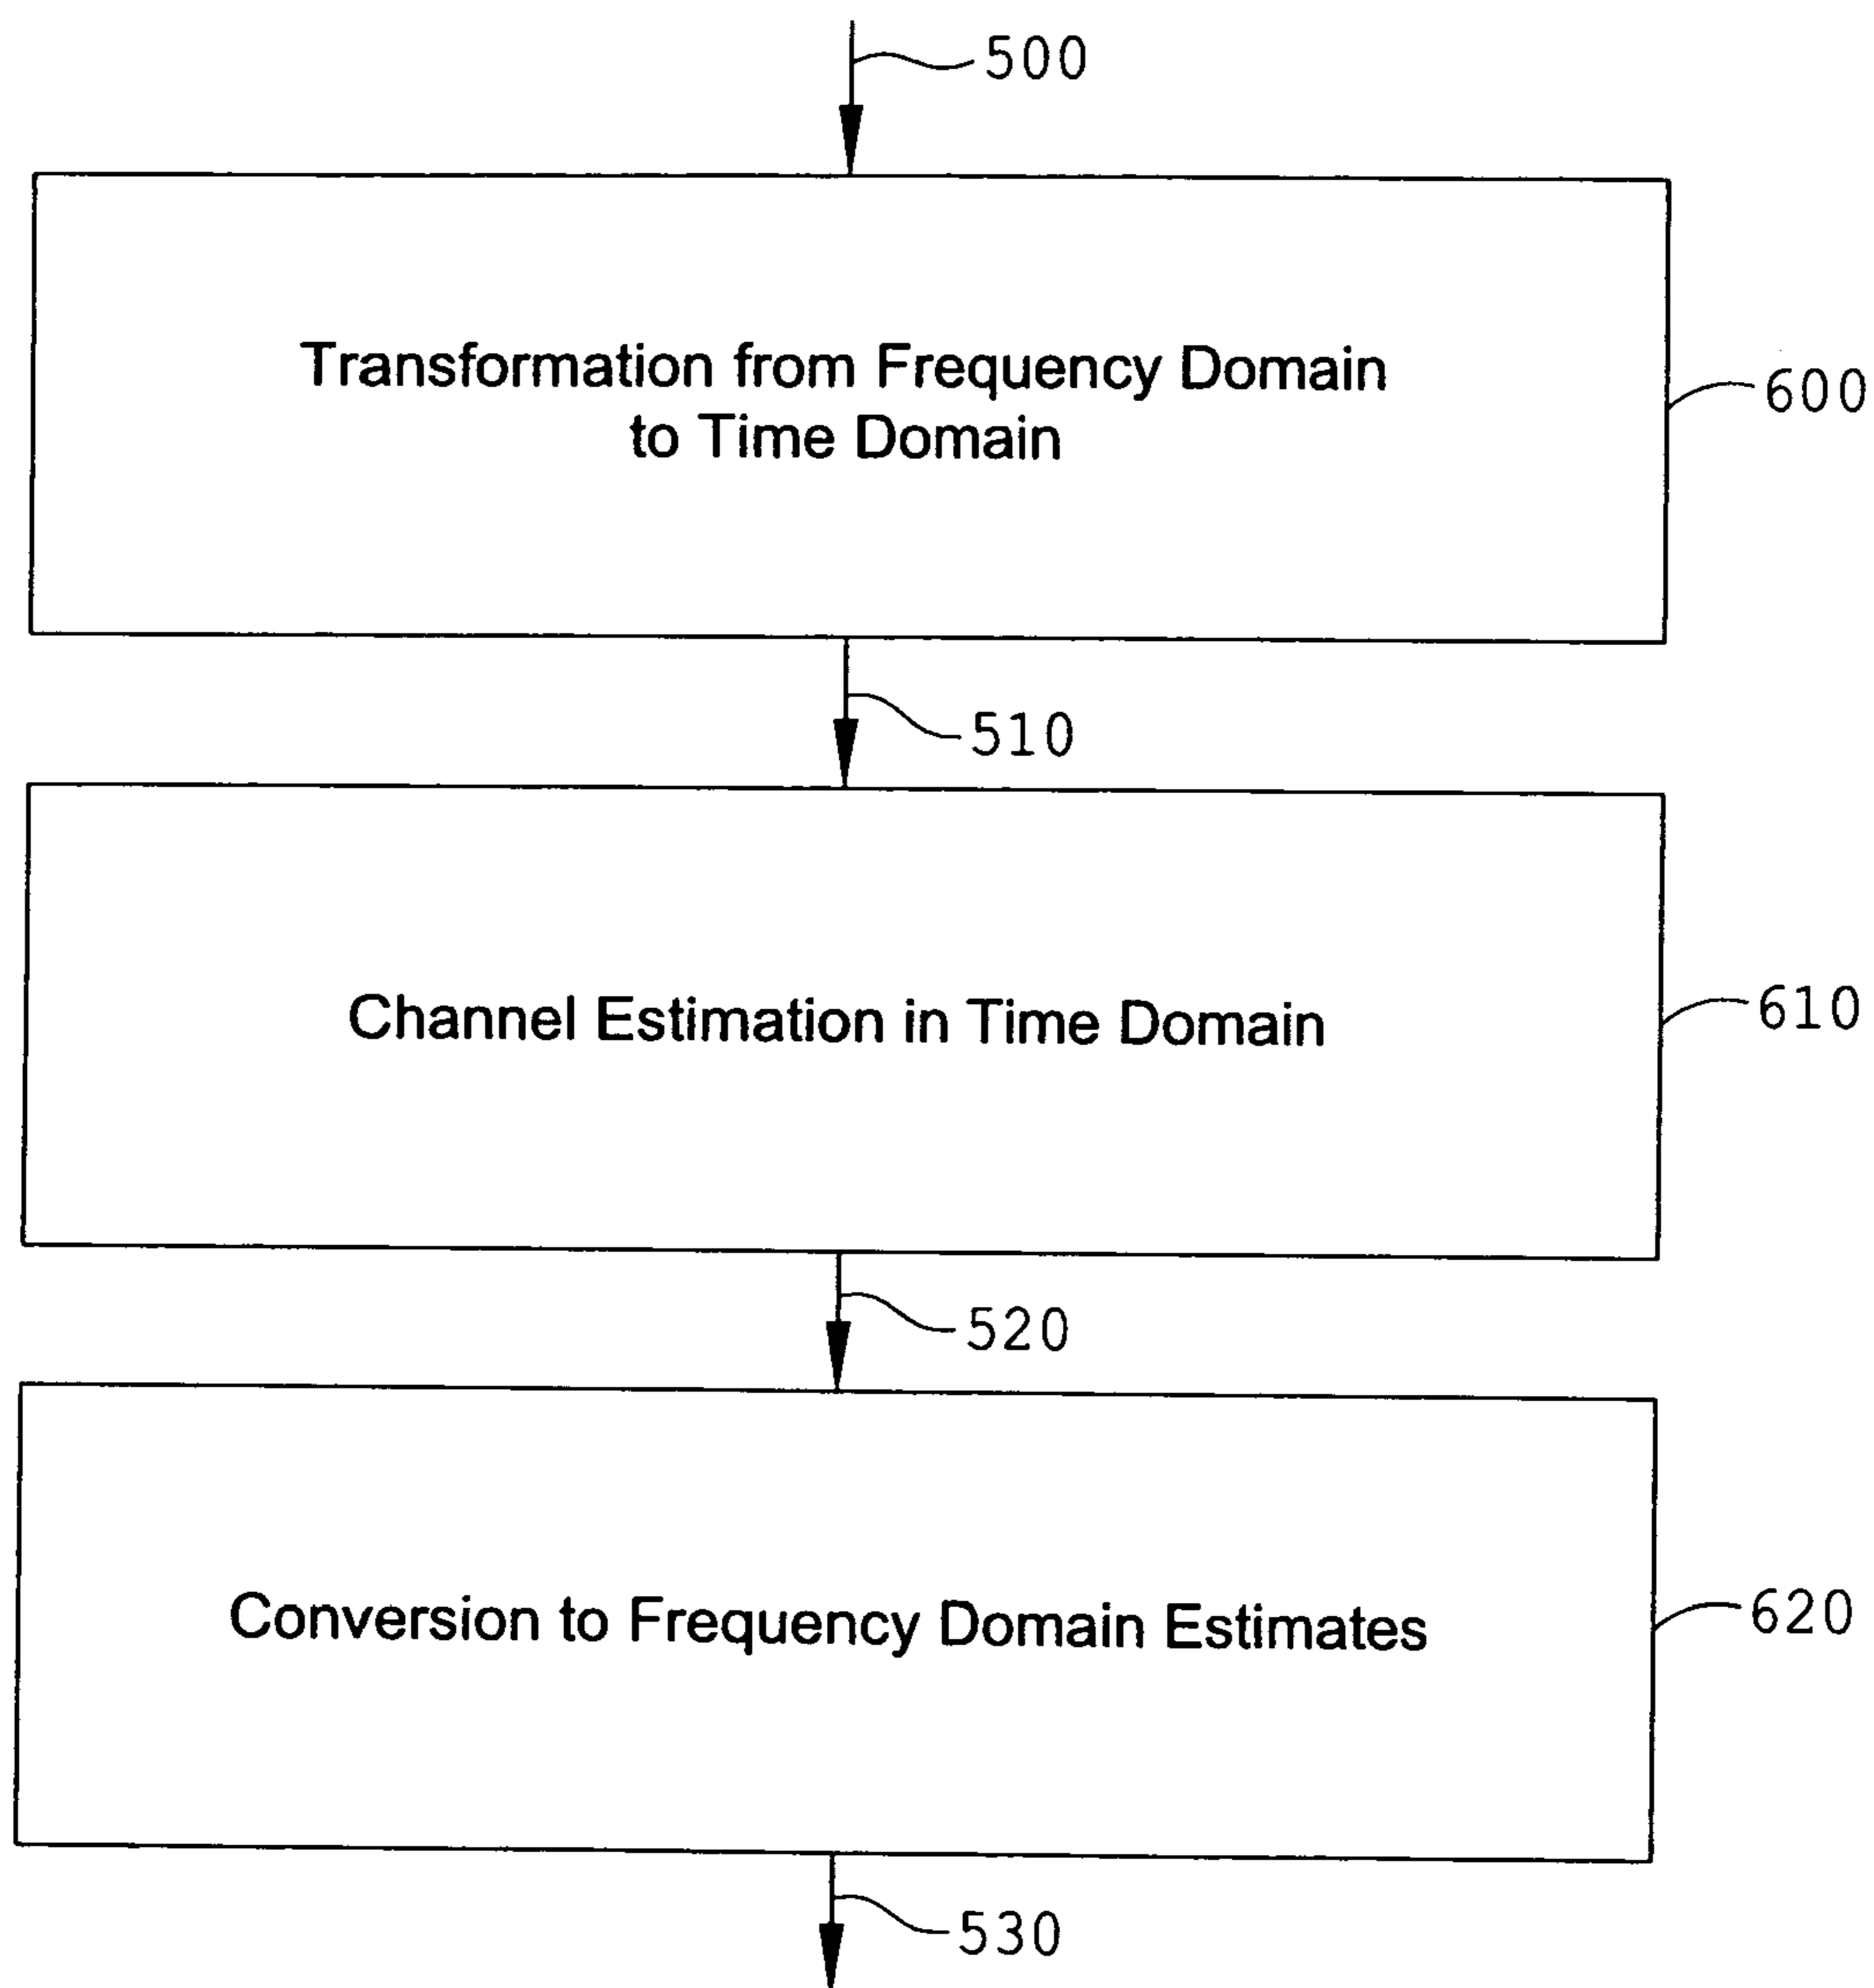 500
Transformation from Frequency Domain
to Time Domain
600
510
Channel Estimation in Time Domain
610
520
Conversion to Frequency Domain Estimates
620
530